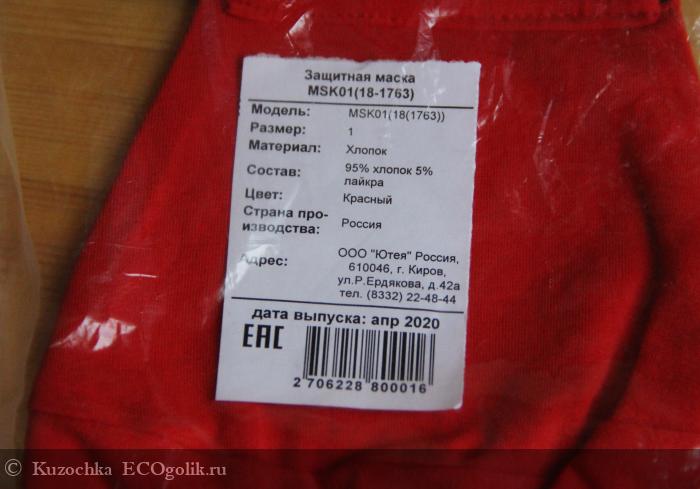 Защитная маска
MSK01(18-1763)
Модель: MSK01(18(1763))
Размер: 1
Материал: Хлопок
Состав: 95% хлопок 5% лайкра
Цвет: Красный
Страна про-изводства: Россия
Адрес: ООО "Ютея" Россия,
610046, г. Киров,
ул.Р.Ердякова, д.42а
тел. (8332) 22-48-44
дата выпуска: апр 2020
EAC
2 706228 800016
© Kuzochka ECOgolik.ru